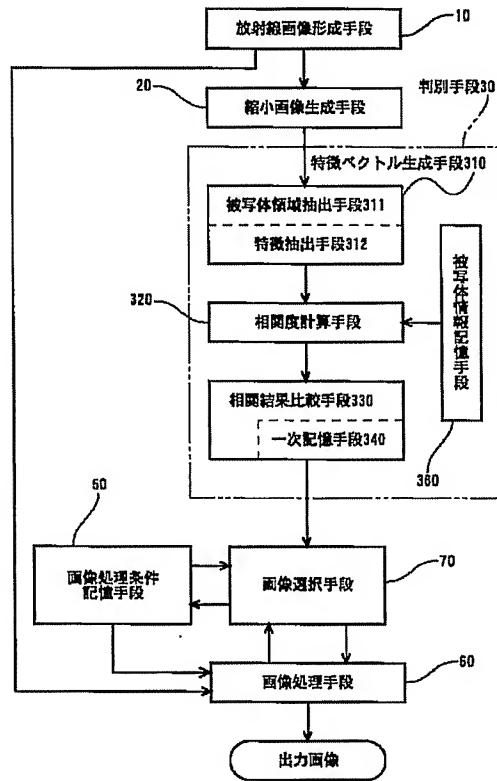 放射線画像形成手段
10
20
縮小画像生成手段
判別手段30
特徴ベクトル生成手段310
被写体領域抽出手段311
特徴抽出手段312
320
相関度計算手段
被写体情報記憶手段
相関結果比較手段330
一次記憶手段340
360
50
画像処理条件
記憶手段
画像選択手段
70
画像処理手段
60
出力画像